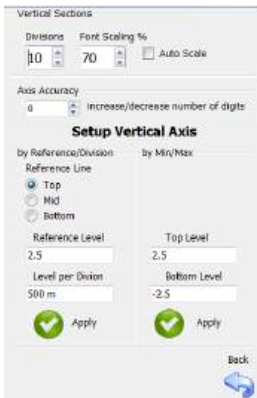 Vertical Sections
Divisions Font Scaling %
10 70 Auto Scale
Axis Accuracy
0 Increase/decrease number of digits
Setup Vertical Axis
by Reference/Division by Min/Max
Reference Line
Top
Mid
Bottom
Reference Level Top Level
2.5 2.5
Level per Divion Bottom Level
500 m -2.5
Apply Apply
Back